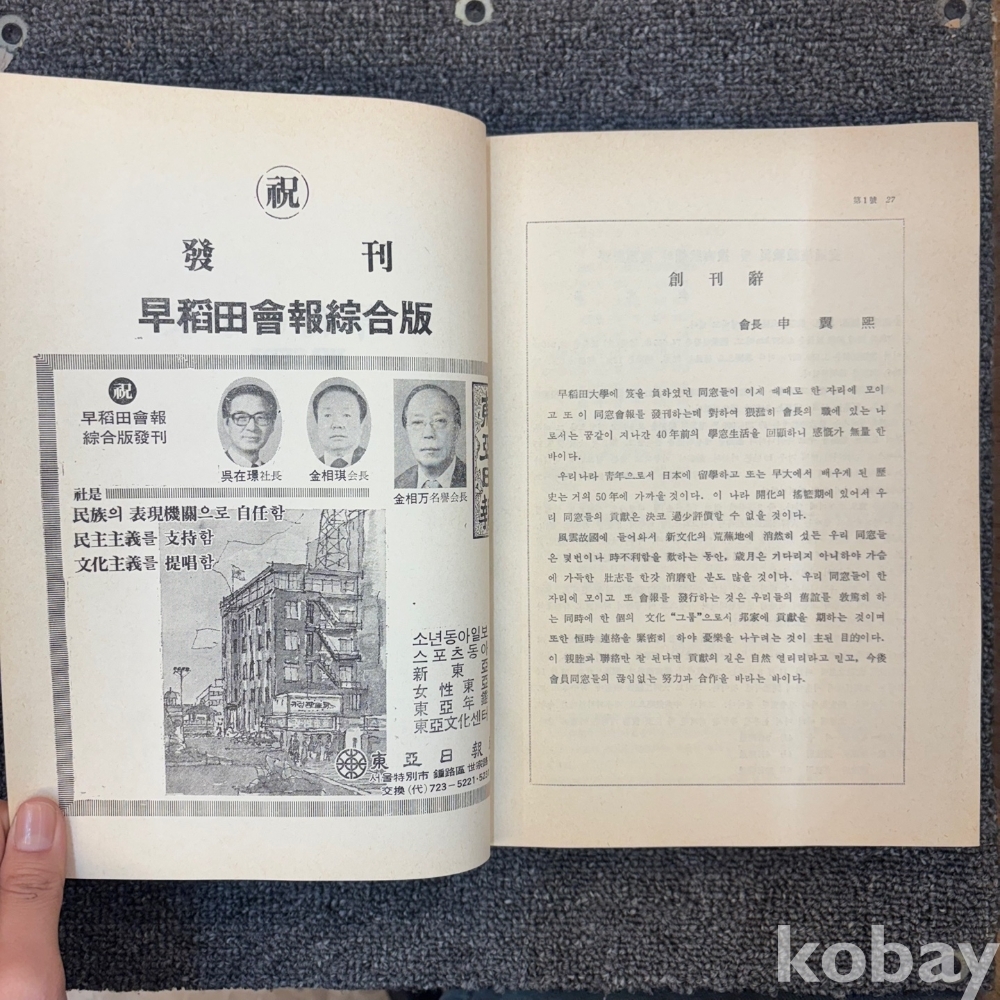 祝
發刊
早稻田會報綜合版
祝
早稻田會報
綜合版發刊
吳在璟社長
金相琪会長
金相万名譽会長
社是
民族의 表現機關으로 自任함
民主主義를 支持함
文化主義를 提唱함
소년동아일보
스포츠동아
新東亞
女性東亞
東亞年鑑
東亞文化센터
東亞日報
서울特別市 鍾路區 世宗路
交換(代) 723-5221·52
第1號 27
創刊辭
會長 申翼熙
早稻田大學에 笈을 負하였던 同窓들이 이제 때때로 한 자리에 모이
고 또 이 同窓會報를 發刊하는데 對하여 會長의 職에 있는 나
로서는 꿈같이 지나간 40年前의 學窓生活을 回顧하니 感慨가 無量 한
바이다.
우리나라 靑年으로서 日本에 留學하고 또는 早大에서 배우게 된 歷
史는 거의 50年에 가까울 것이다. 이 나라 開化의 搖籃期에 있어서 우
리 同窓들의 貢獻은 決코 過少評價할 수 없을 것이다.
風雲故國에 들어와서 新文化의 荒蕪地에 消然히 싶든 우리 同窓들
은 몇번이나 時不利함을 歎하는 동안, 歲月은 기다리지 아니하야 가슴
에 가득한 壯志를 한갓 消磨한 분도 많을 것이다. 우리 同窓들이 한
자리에 모이고 또 會報를 發行하는 것은 우리들의 舊誼를 敦篤히 하
는 同時에 한 個의 文化 “그룹”으로서 邦家에 貢獻을 期하는 것이며
또한 恒時 連絡을 緊密히 하야 憂樂을 나누려는 것이 主된 目的이다.
이 親睦과 聯絡만 잘 된다면 貢獻의 길은 自然 열리리라고 믿고, 今後
會員同窓들의 끊임없는 努力과 合作을 바라는 바이다.
kobay